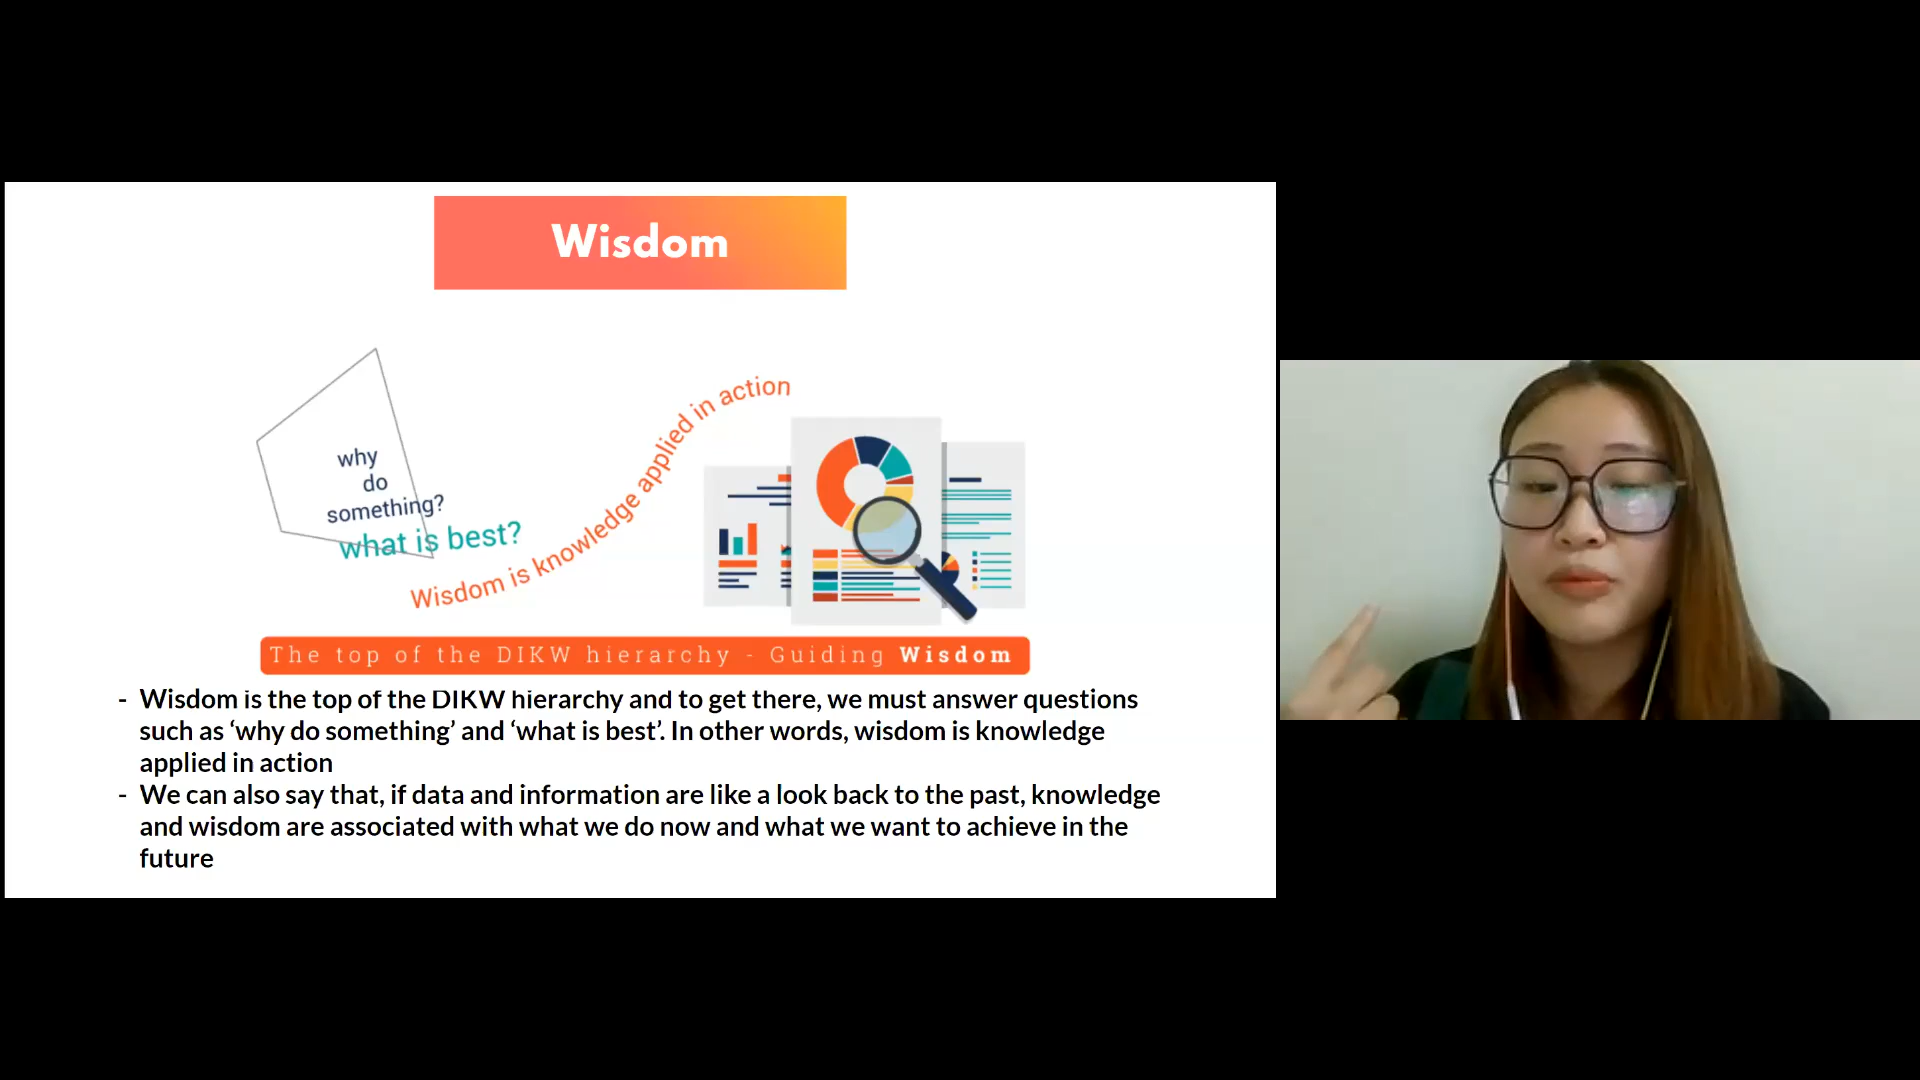 Wisdom
why
do
something?
what is best?
Wisdom is knowledge applied in action
The top of the DIKW hierarchy - Guiding Wisdom
- Wisdom is the top of the DIKW hierarchy and to get there, we must answer questions
such as ‘why do something’ and ‘what is best’. In other words, wisdom is knowledge
applied in action
- We can also say that, if data and information are like a look back to the past, knowledge
and wisdom are associated with what we do now and what we want to achieve in the
future